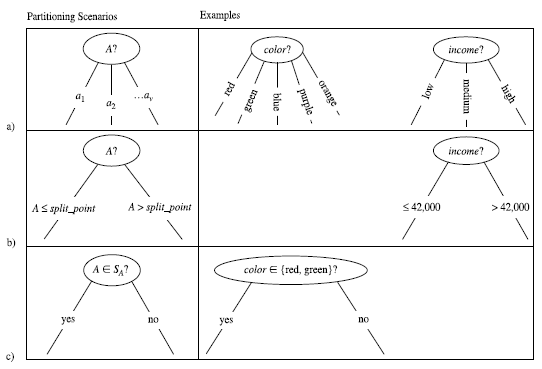 Partitioning Scenarios Examples
A? color? income?
a1 a2 ...av red green blue purple orange low medium high
a)
A? income?
A ≤ split_point A > split_point ≤ 42,000 > 42,000
b)
A ∈ SA? color ∈ {red, green}?
yes no yes no
c)